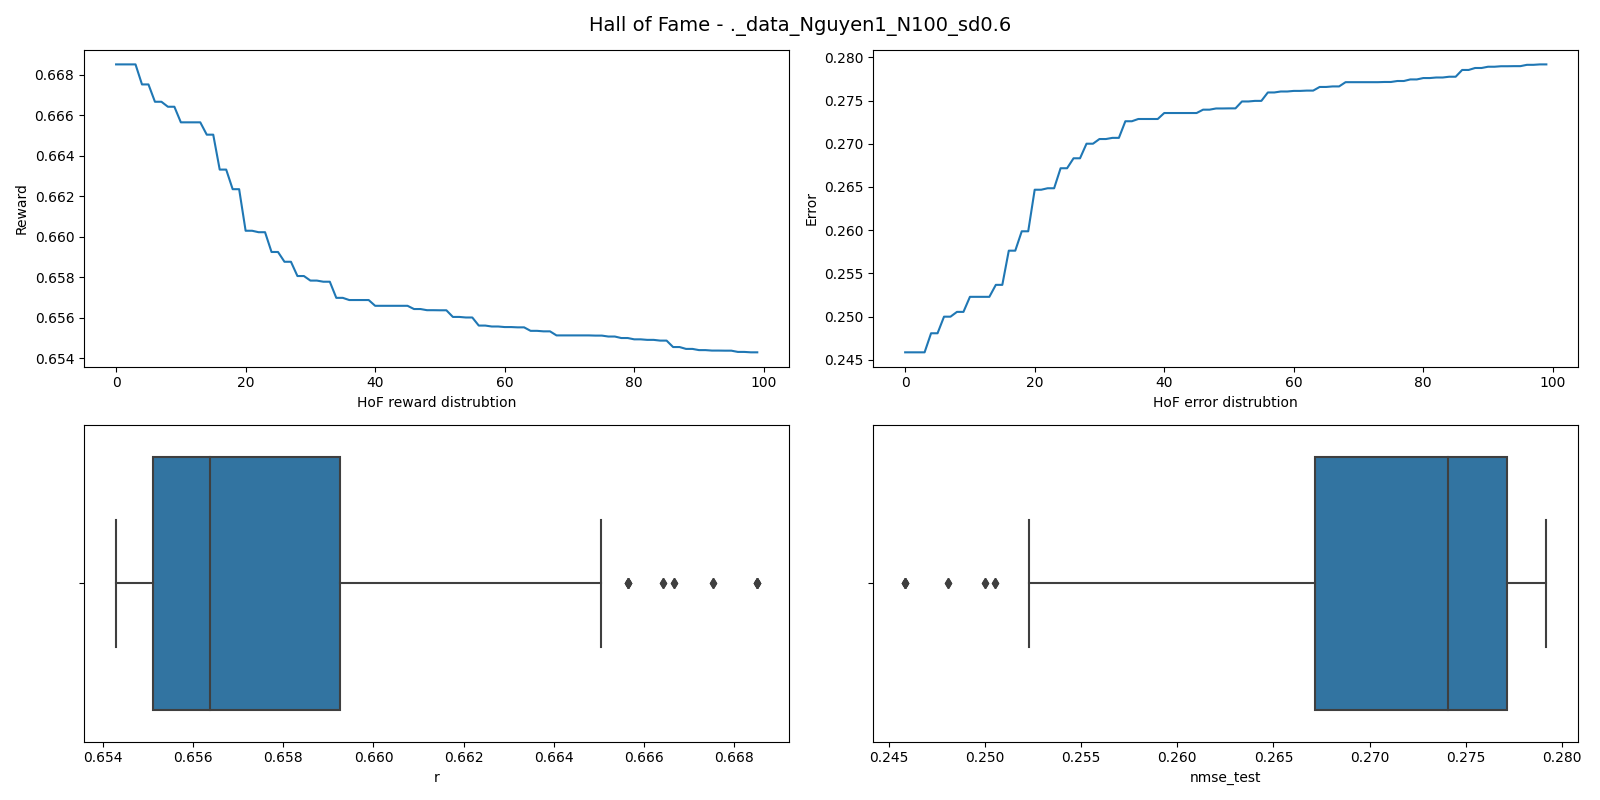 Hall of Fame - ._data_Nguyen1_N100_sd0.6
0.668
0.666
0.664
0.662
0.660
0.658
0.656
0.654
Reward
0 20 40 60 80 100
HoF reward distrubtion
0.280
0.275
0.270
0.265
0.260
0.255
0.250
0.245
Error
0 20 40 60 80 100
HoF error distrubtion
0.654 0.656 0.658 0.660 0.662 0.664 0.666 0.668
r
0.245 0.250 0.255 0.260 0.265 0.270 0.275 0.280
nmse_test